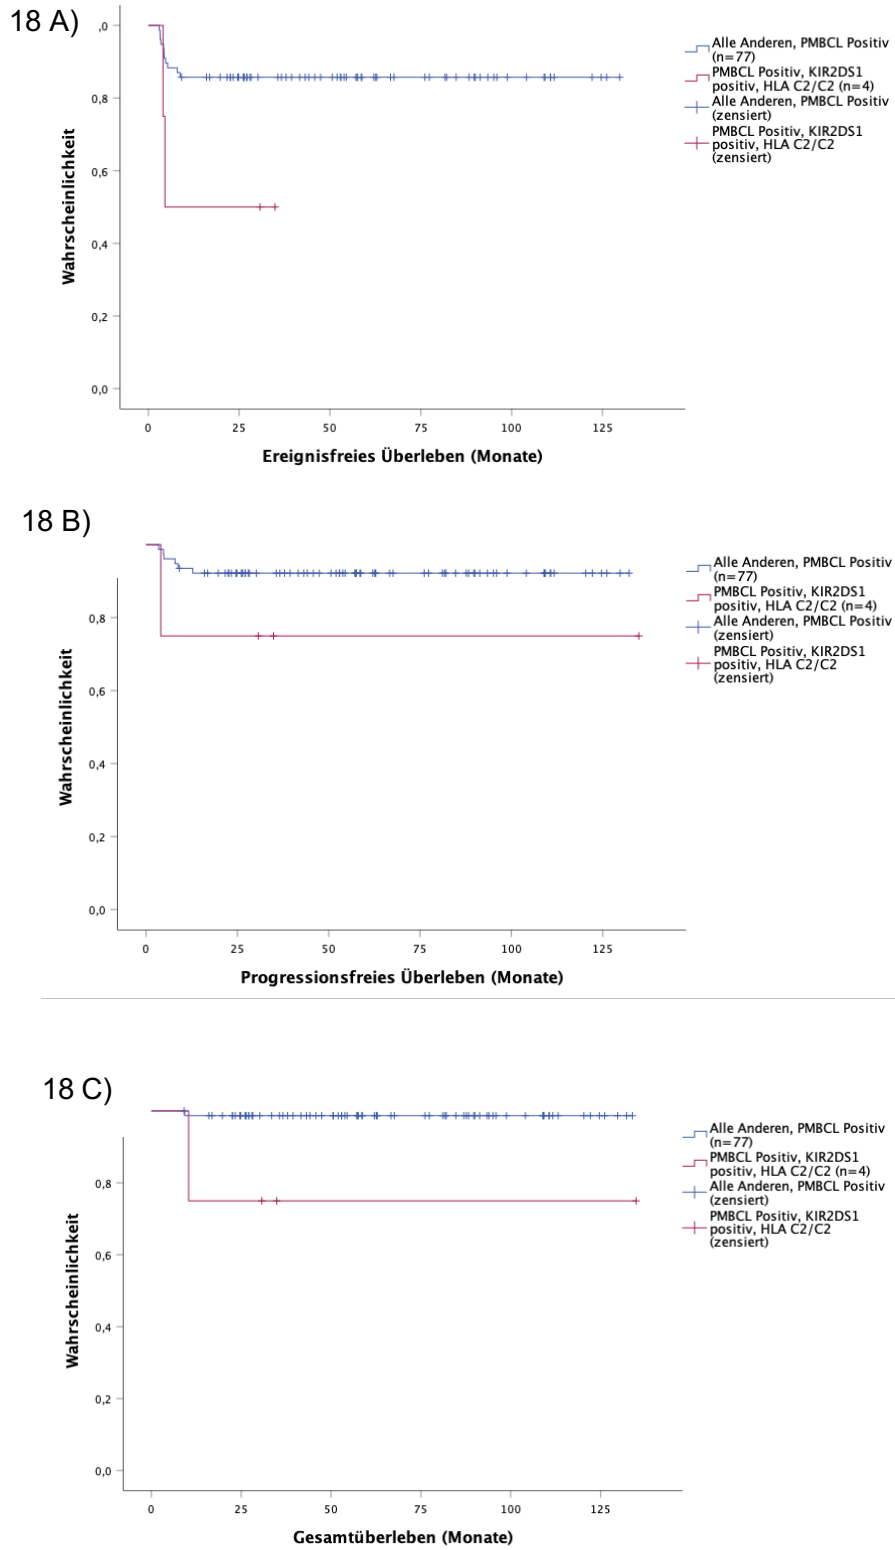 18 A)
,0
0,8
0,6
0,4
0,2
0,0
Wahrscheinlichkeit
0 25 50 75 100 125
Ereignisfreies Überleben (Monate)
Alle Anderen, PMBCL Positiv
(n=77)
PMBCL Positiv, KIR2DS1
positiv, HLA C2/C2 (n=4)
Alle Anderen, PMBCL Positiv
(zensiert)
PMBCL Positiv, KIR2DS1
positiv, HLA C2/C2
(zensiert)
18 B)
0,8
0,6
0,4
0,2
0,0
Wahrscheinlichkeit
0 25 50 75 100 125
Progressionsfreies Überleben (Monate)
Alle Anderen, PMBCL Positiv
(n=77)
PMBCL Positiv, KIR2DS1
positiv, HLA C2/C2 (n=4)
Alle Anderen, PMBCL Positiv
(zensiert)
PMBCL Positiv, KIR2DS1
positiv, HLA C2/C2
(zensiert)
18 C)
0,8
0,6
0,4
0,2
0,0
Wahrscheinlichkeit
0 25 50 75 100 125
Gesamtüberleben (Monate)
Alle Anderen, PMBCL Positiv
(n=77)
PMBCL Positiv, KIR2DS1
positiv, HLA C2/C2 (n=4)
Alle Anderen, PMBCL Positiv
(zensiert)
PMBCL Positiv, KIR2DS1
positiv, HLA C2/C2
(zensiert)